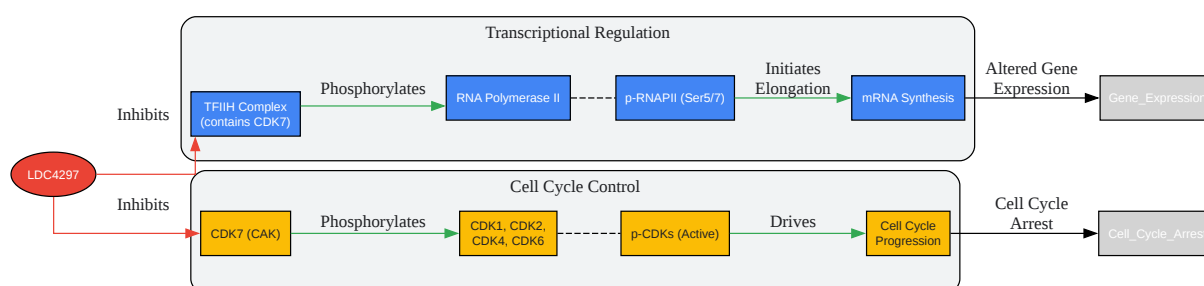 Transcriptional Regulation
Inhibits
TFIIH Complex
(contains CDK7)
Phosphorylates
RNA Polymerase II
p-RNAPII (Ser5/7)
Initiates
Elongation
mRNA Synthesis
Altered Gene
Expression
Gene_Expression
LDC4297
Cell Cycle Control
Inhibits
CDK7 (CAK)
Phosphorylates
CDK1, CDK2,
CDK4, CDK6
p-CDKs (Active)
Drives
Cell Cycle
Progression
Cell Cycle
Arrest
Cell_Cycle_Arrest